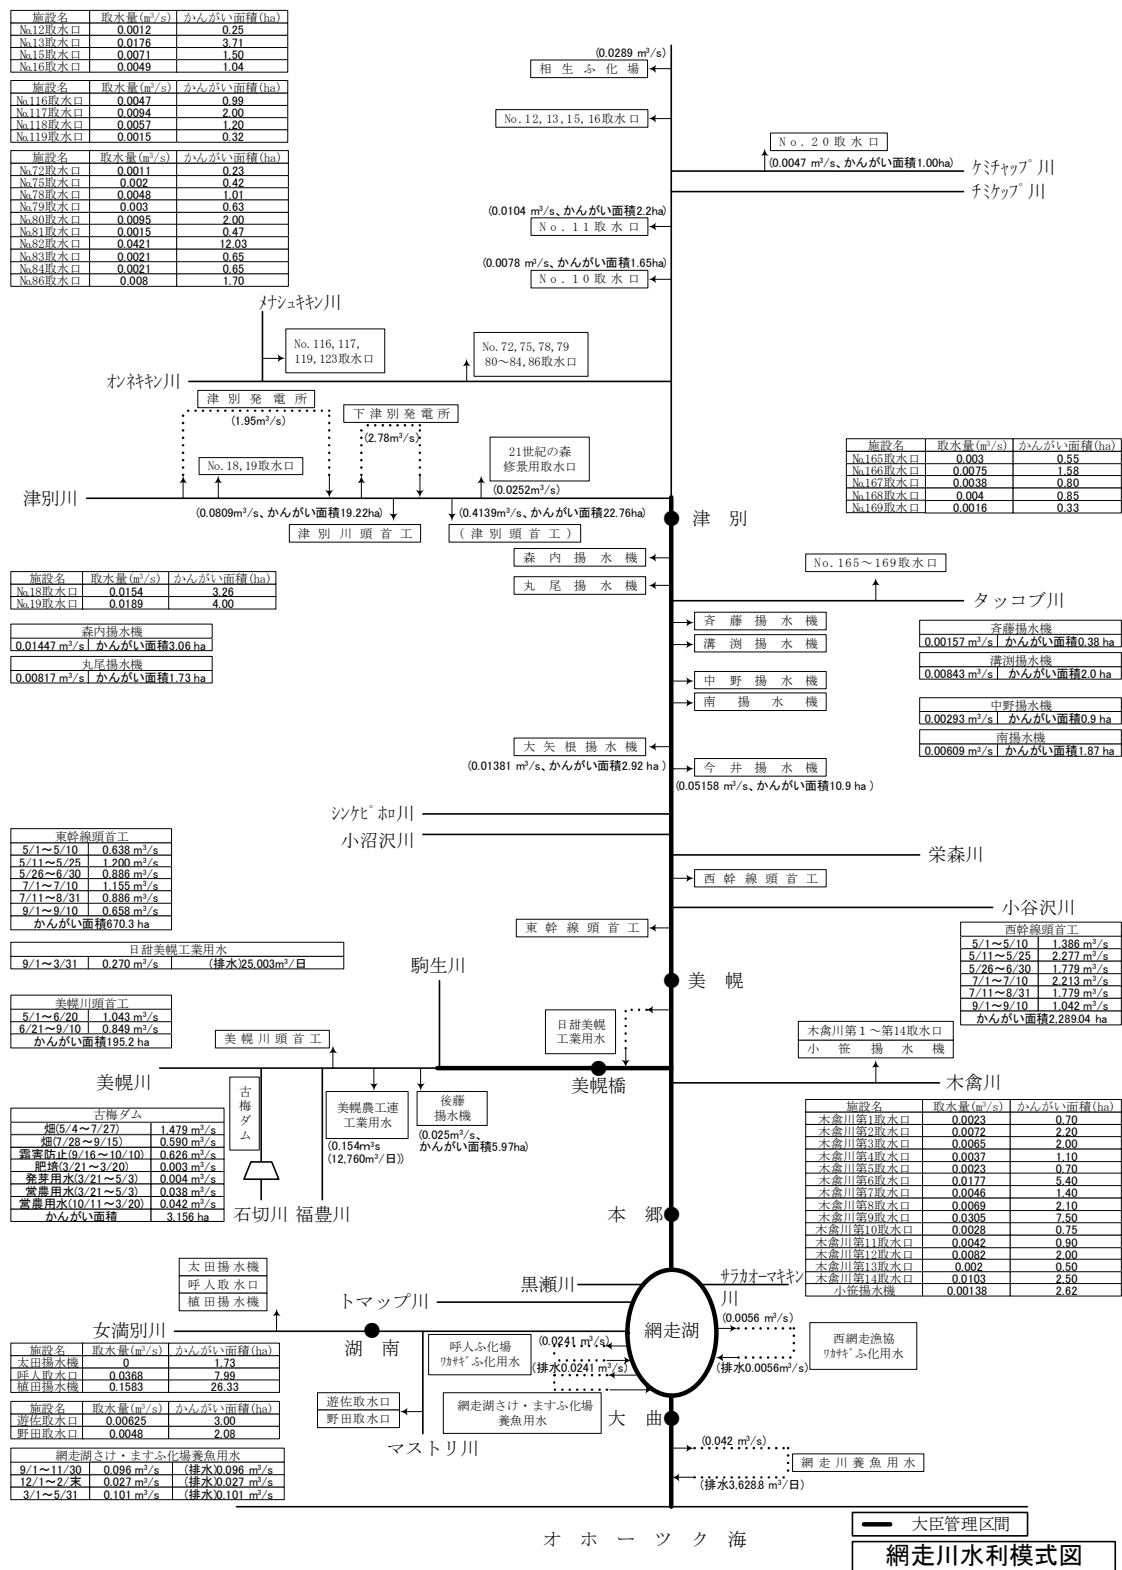 施設名 取水量(m³/s) かんがい面積(ha)
№12取水口 0.0012 0.25
№13取水口 0.0176 3.71
№15取水口 0.0071 1.50
№16取水口 0.0049 1.04
施設名 取水量(m³/s) かんがい面積(ha)
№116取水口 0.0047 0.99
№117取水口 0.0094 2.00
№118取水口 0.0057 1.20
№119取水口 0.0015 0.32
施設名 取水量(m³/s) かんがい面積(ha)
№72取水口 0.0011 0.23
№75取水口 0.002 0.42
№78取水口 0.0048 1.01
№79取水口 0.003 0.63
№80取水口 0.0095 2.00
№81取水口 0.0015 0.47
№82取水口 0.0421 12.03
№83取水口 0.0021 0.65
№84取水口 0.0021 0.65
№86取水口 0.008 1.70
(0.0289 m³/s)
相生ふ化場
No.12,13,15,16取水口
No.20取水口
(0.0047 m³/s、かんがい面積1.00ha)
ケミチャップ川
チミケップ川
(0.0104 m³/s、かんがい面積2.2ha)
No.11取水口
(0.0078 m³/s、かんがい面積1.65ha)
No.10取水口
メナシュキキン川
No.116,117,
119,123取水口
No.72,75,78,79
80～84,86取水口
オンネキキン川
津別発電所
(1.95m³/s)
下津別発電所
(2.78m³/s)
No.18,19取水口
21世紀の森
修景用取水口
(0.0252m³/s)
津別川
(0.0809m³/s、かんがい面積19.22ha)
津別川頭首工
(0.4139m³/s、かんがい面積22.76ha)
(津別頭首工)
津別
施設名 取水量(m³/s) かんがい面積(ha)
№165取水口 0.003 0.55
№166取水口 0.0075 1.58
№167取水口 0.0038 0.80
№168取水口 0.004 0.85
№169取水口 0.0016 0.33
森内揚水機
丸尾揚水機
No.165～169取水口
タッコブ川
施設名 取水量(m³/s) かんがい面積(ha)
№18取水口 0.0154 3.26
№19取水口 0.0189 4.00
森内揚水機
0.01447 m³/s かんがい面積3.06 ha
丸尾揚水機
0.00817 m³/s かんがい面積1.73 ha
斉藤揚水機
溝渕揚水機
中野揚水機
南揚水機
斉藤揚水機
0.00157 m³/s かんがい面積0.38 ha
溝渕揚水機
0.00843 m³/s かんがい面積2.0 ha
中野揚水機
0.00293 m³/s かんがい面積0.9 ha
南揚水機
0.00609 m³/s かんがい面積1.87 ha
大矢根揚水機
(0.01381 m³/s、かんがい面積2.92 ha )
今井揚水機
(0.05158 m³/s、かんがい面積10.9 ha )
シンケピホロ川
小沼沢川
栄森川
西幹線頭首工
小谷沢川
東幹線頭首工
東幹線頭首工
5/1～5/10 0.638 m³/s
5/11～5/25 1.200 m³/s
5/26～6/30 0.886 m³/s
7/1～7/10 1.155 m³/s
7/11～8/31 0.886 m³/s
9/1～9/10 0.658 m³/s
かんがい面積670.3 ha
西幹線頭首工
5/1～5/10 1.386 m³/s
5/11～5/25 2.277 m³/s
5/26～6/30 1.779 m³/s
7/1～7/10 2.213 m³/s
7/11～8/31 1.779 m³/s
9/1～9/10 1.042 m³/s
かんがい面積2,289.04 ha
日甜美幌工業用水
9/1～3/31 0.270 m³/s (排水)25,003m³/日
美幌川頭首工
5/1～6/20 1.043 m³/s
6/21～9/10 0.849 m³/s
かんがい面積195.2 ha
駒生川
美幌
日甜美幌
工業用水
美幌川頭首工
美幌橋
木禽川第１～第14取水口
小笹揚水機
木禽川
美幌川
古梅ダム
美幌農工連
工業用水
(0.154m³s
(12,760m³/日))
後藤
揚水機
(0.025m³/s、
かんがい面積5.97ha)
古梅ダム
畑(5/4～7/27) 1.479 m³/s
畑(7/28～9/15) 0.590 m³/s
霜害防止(9/16～10/10) 0.626 m³/s
肥培(3/21～3/20) 0.003 m³/s
発芽用水(3/21～5/3) 0.004 m³/s
営農用水(3/21～5/3) 0.038 m³/s
営農用水(10/11～3/20) 0.042 m³/s
かんがい面積 3,156 ha
石切川
福豊川
施設名 取水量(m³/s) かんがい面積(ha)
木禽川第1取水口 0.0023 0.70
木禽川第2取水口 0.0072 2.20
木禽川第3取水口 0.0065 2.00
木禽川第4取水口 0.0037 1.10
木禽川第5取水口 0.0023 0.70
木禽川第6取水口 0.0177 5.40
木禽川第7取水口 0.0046 1.40
木禽川第8取水口 0.0069 2.10
木禽川第9取水口 0.0305 7.50
木禽川第10取水口 0.0028 0.75
木禽川第11取水口 0.0042 0.90
木禽川第12取水口 0.0082 2.00
木禽川第13取水口 0.002 0.50
木禽川第14取水口 0.0103 2.50
小笹揚水機 0.00138 2.62
本郷
太田揚水機
呼人取水口
植田揚水機
黒瀬川
トマップ川
サラカオーマキキン
川
女満別川
湖南
網走湖
(0.0056 m³/s)
西網走漁協
ワカサギふ化用水
(排水0.0056m³/s)
呼人ふ化場
ワカサギふ化用水
(0.0241 m³/s)
(排水0.0241 m³/s)
網走湖さけ・ますふ化場
養魚用水
施設名 取水量(m³/s) かんがい面積(ha)
太田揚水機 0 1.73
呼人取水口 0.0368 7.99
植田揚水機 0.1583 26.33
施設名 取水量(m³/s) かんがい面積(ha)
遊佐取水口 0.00625 3.00
野田取水口 0.0048 2.08
遊佐取水口
野田取水口
マストリ川
大曲
網走湖さけ・ますふ化場養魚用水
9/1～11/30 0.096 m³/s (排水)0.096 m³/s
12/1～2/末 0.027 m³/s (排水)0.027 m³/s
3/1～5/31 0.101 m³/s (排水)0.101 m³/s
(0.042 m³/s)
網走川養魚用水
(排水3,628.8 m³/日)
オホーツク海
大臣管理区間
網走川水利模式図